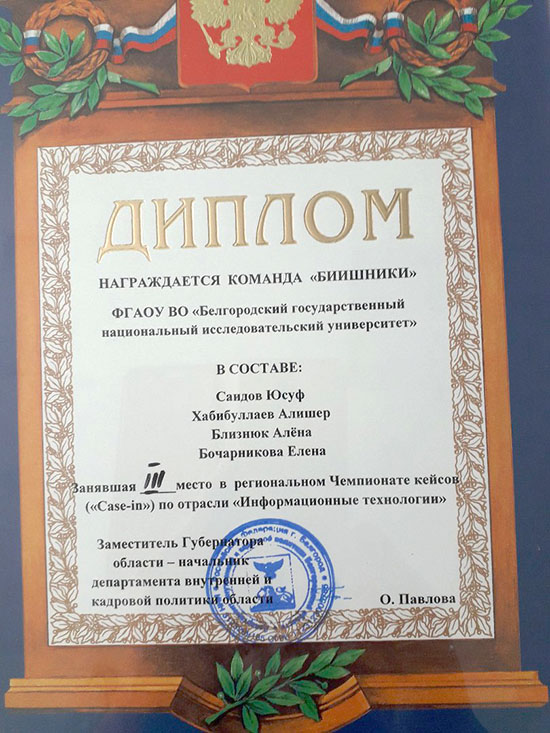 ДИПЛОМ
НАГРАЖДАЕТСЯ КОМАНДА «БИИШНИКИ»
ФГАОУ ВО «Белгородский государственный
национальный исследовательский университет»
В СОСТАВЕ:
Саидов Юсуф
Хабибуллаев Алишер
Близнюк Алёна
Бочарникова Елена
Занявшая III место в региональном Чемпионате кейсов
(«Case-in») по отрасли «Информационные технологии»
Заместитель Губернатора
области – начальник
департамента внутренней и
кадровой политики области
О. Павлова